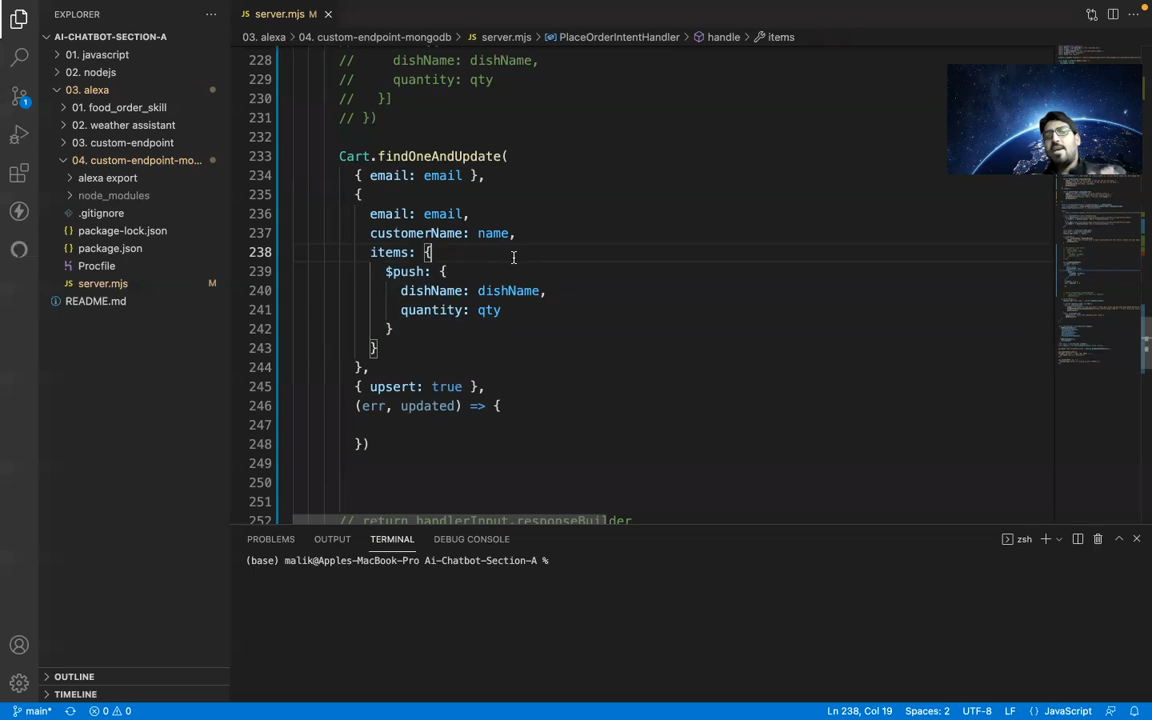 EXPLORER
AI-CHATBOT-SECTION-A
01. javascript
02. nodejs
03. alexa
01. food_order_skill
02. weather assistant
03. custom-endpoint
04. custom-endpoint-mo...
alexa export
node_modules
.gitignore
package-lock.json
package.json
Procfile
server.mjs M
README.md
OUTLINE
TIMELINE
1
server.mjs M
03. alexa > 04. custom-endpoint-mongodb > server.mjs > PlaceOrderIntentHandler > handle > items
228 // dishName: dishName,
229 // quantity: qty
230 // }]
231 // })
232
233 Cart.findOneAndUpdate(
234 { email: email },
235 {
236 email: email,
237 customerName: name,
238 items: {
239 $push: {
240 dishName: dishName,
241 quantity: qty
242 }
243 }
244 },
245 { upsert: true },
246 (err, updated) => {
247
248 })
249
250
251
252 // return handlerInput.responseBuilder
PROBLEMS OUTPUT TERMINAL DEBUG CONSOLE zsh
(base) malik@Apples-MacBook-Pro Ai-Chatbot-Section-A %
main* 0 0 Ln 238, Col 19 Spaces: 2 UTF-8 LF { } JavaScript